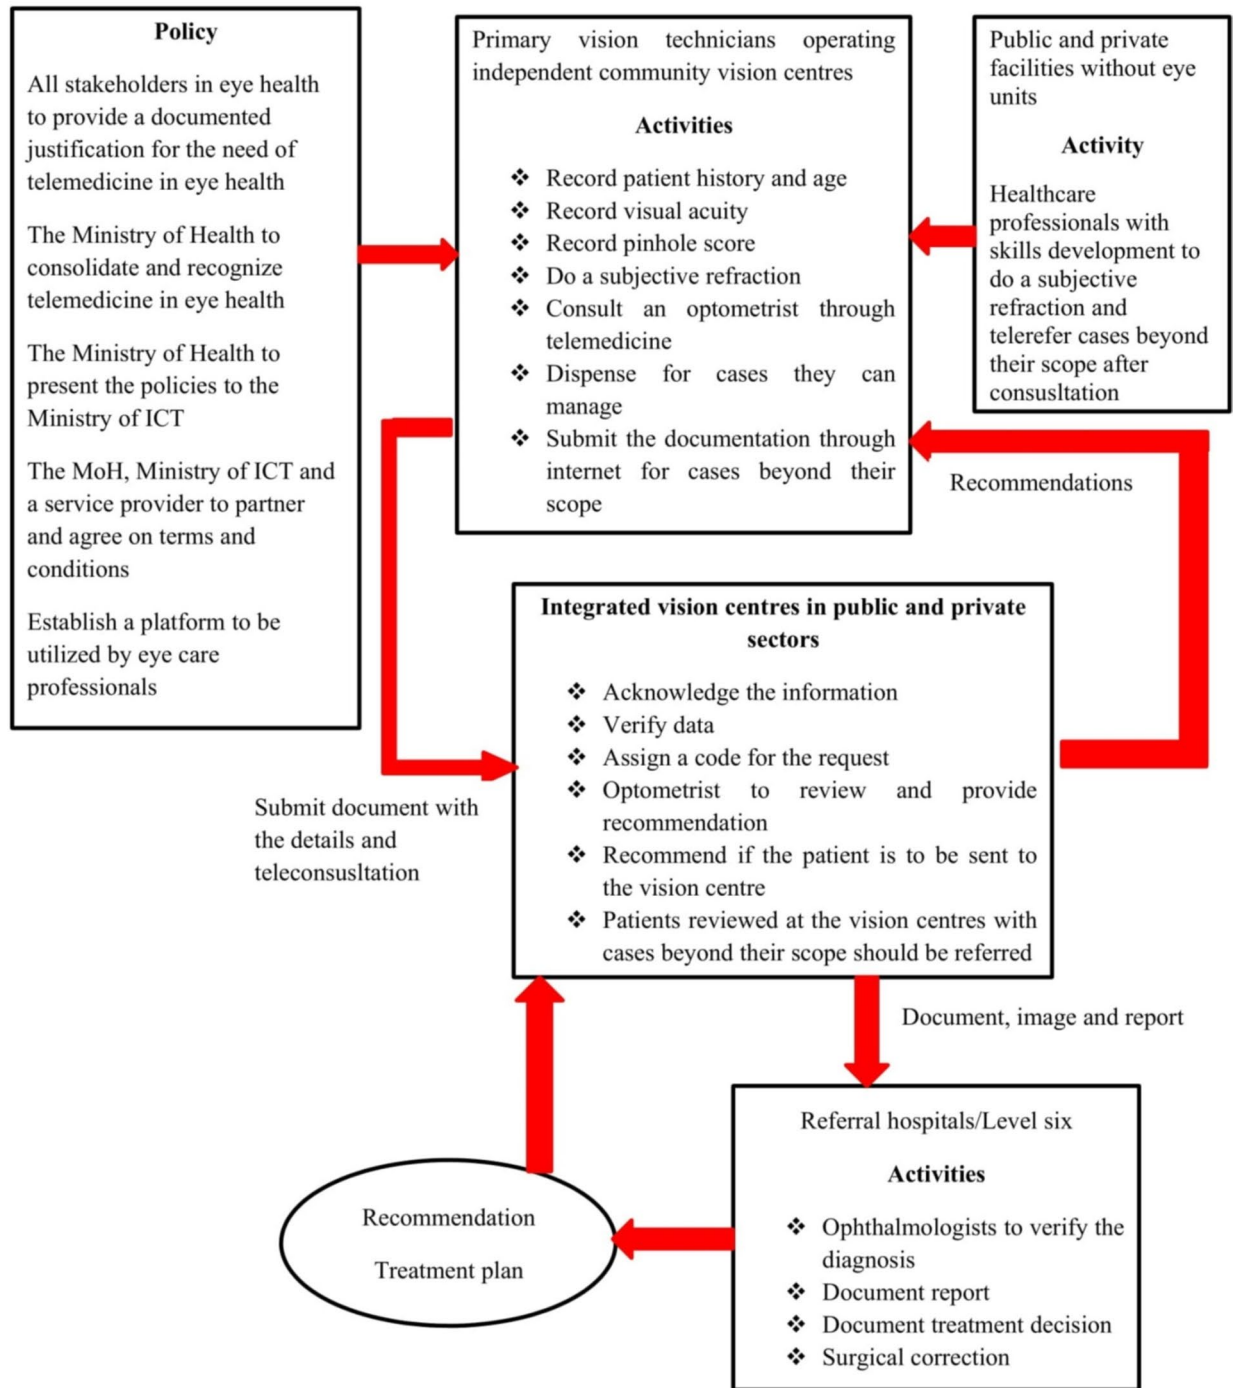 Policy
All stakeholders in eye health
to provide a documented
justification for the need of
telemedicine in eye health
The Ministry of Health to
consolidate and recognize
telemedicine in eye health
The Ministry of Health to
present the policies to the
Ministry of ICT
The MoH, Ministry of ICT and
a service provider to partner
and agree on terms and
conditions
Establish a platform to be
utilized by eye care
professionals
Primary vision technicians operating
independent community vision centres
Activities
❖ Record patient history and age
❖ Record visual acuity
❖ Record pinhole score
❖ Do a subjective refraction
❖ Consult an optometrist through
telemedicine
❖ Dispense for cases they can
manage
❖ Submit the documentation through
internet for cases beyond their
scope
Public and private
facilities without eye
units
Activity
Healthcare
professionals with
skills development to
do a subjective
refraction and
telerefer cases beyond
their scope after
consusltation
Recommendations
Submit document with
the details and
teleconsusltation
Integrated vision centres in public and private
sectors
❖ Acknowledge the information
❖ Verify data
❖ Assign a code for the request
❖ Optometrist to review and provide
recommendation
❖ Recommend if the patient is to be sent to
the vision centre
❖ Patients reviewed at the vision centres with
cases beyond their scope should be referred
Document, image and report
Referral hospitals/Level six
Activities
❖ Ophthalmologists to verify the
diagnosis
❖ Document report
❖ Document treatment decision
❖ Surgical correction
Recommendation
Treatment plan